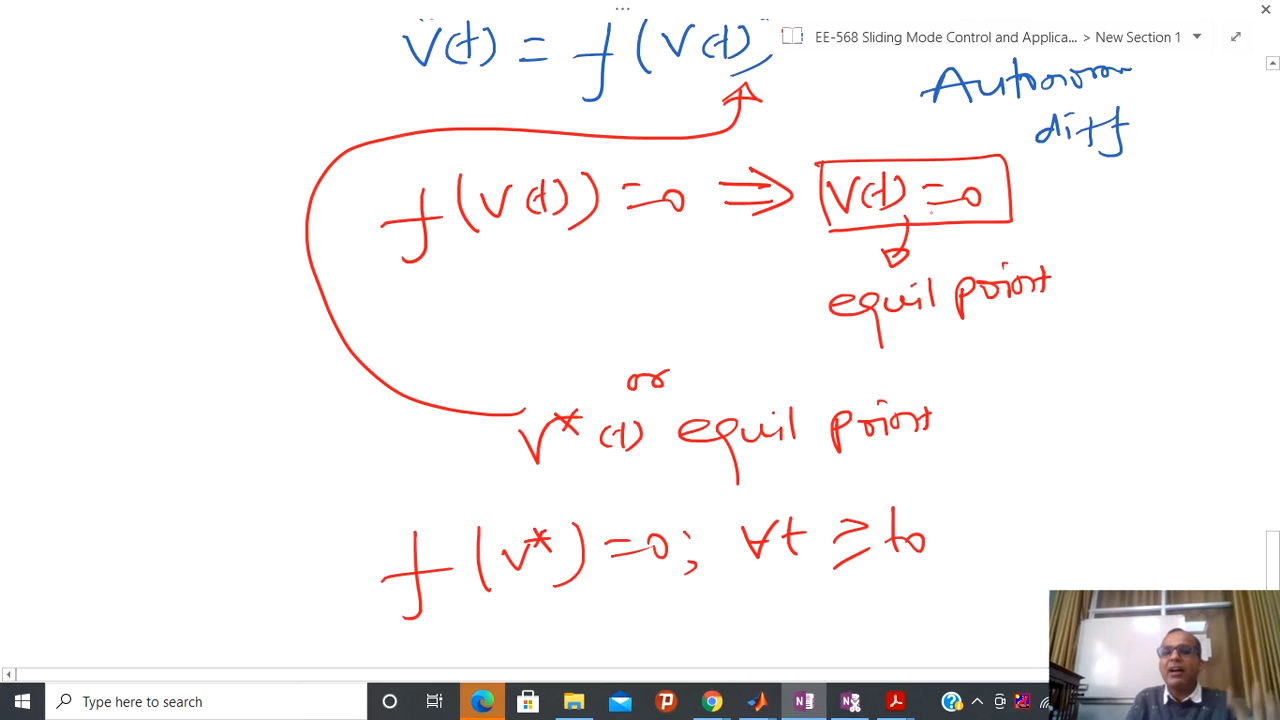 EE-568 Sliding Mode Control and Applica... > New Section 1
V̇(t) = f(V(t)
diff
f(V(t)) = 0 ⇒ V(t) = 0
equil point
or
V*(t) equil point
f(V*) = 0; ∀t ≥ t0
Type here to search